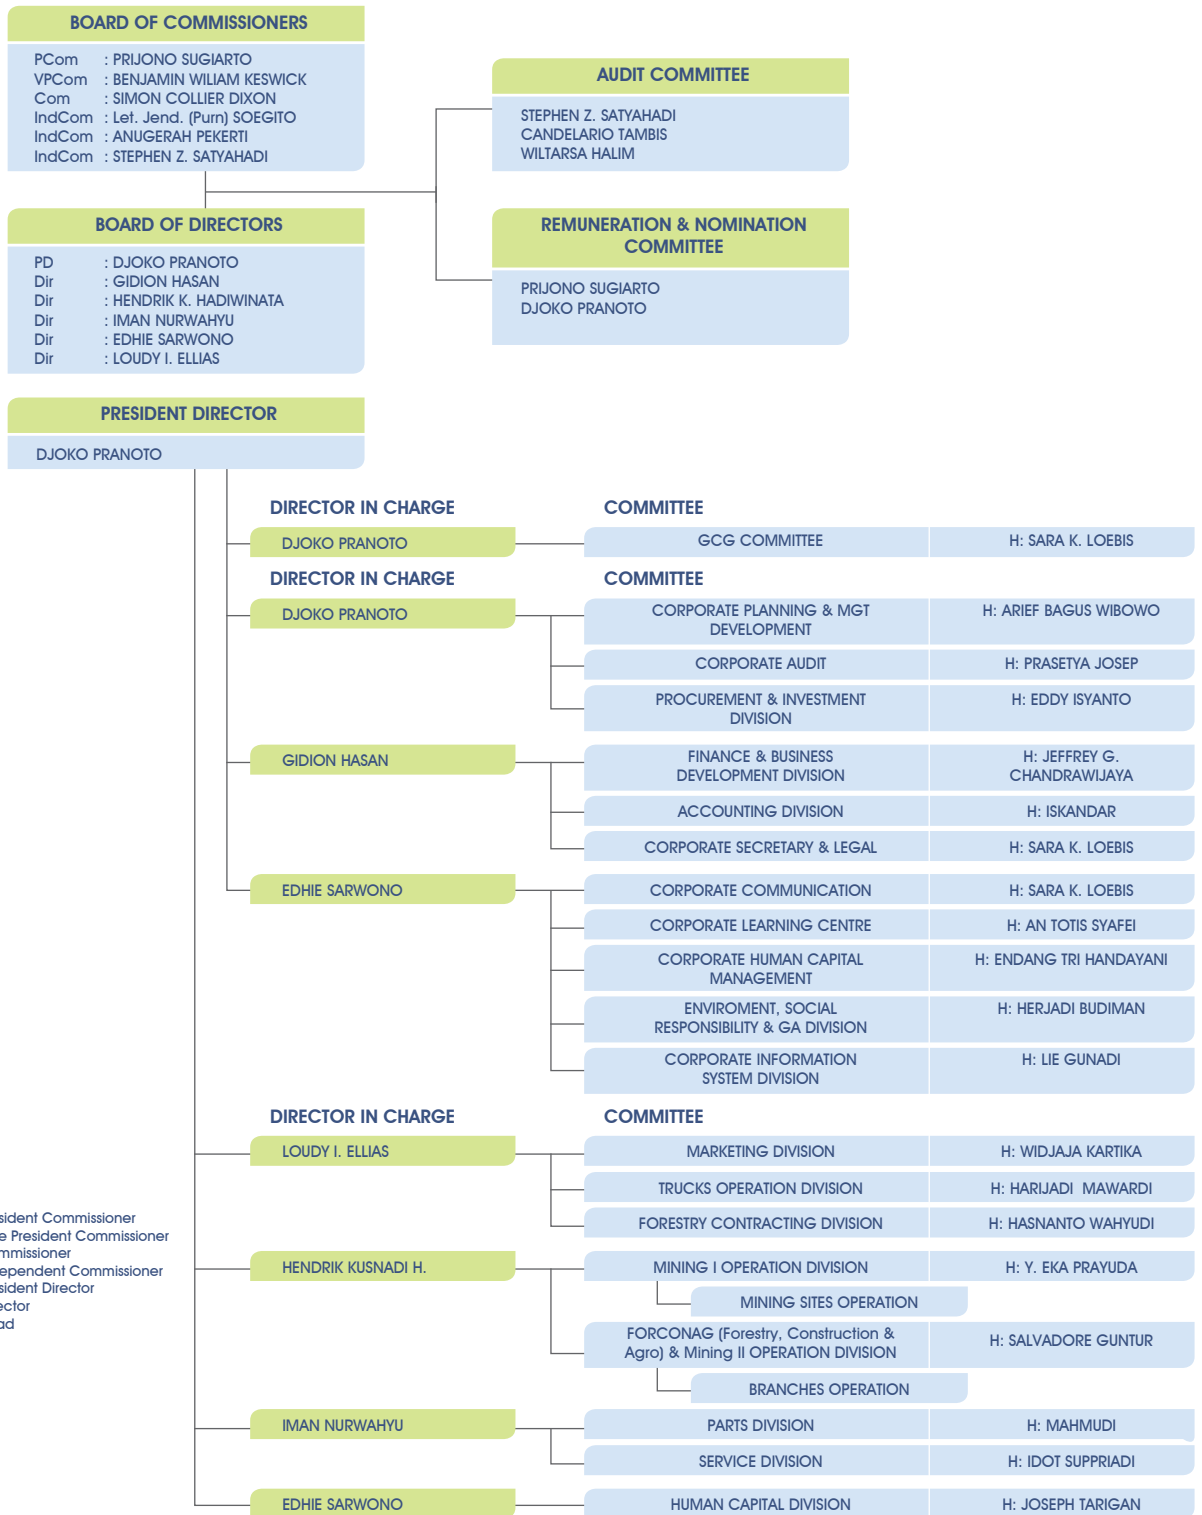 BOARD OF COMMISSIONERS
PCom : PRIJONO SUGIARTO
VPCom : BENJAMIN WILIAM KESWICK
Com : SIMON COLLIER DIXON
IndCom : Let. Jend. (Purn) SOEGITO
IndCom : ANUGERAH PEKERTI
IndCom : STEPHEN Z. SATYAHADI
AUDIT COMMITTEE
STEPHEN Z. SATYAHADI
CANDELARIO TAMBIS
WILTARSA HALIM
BOARD OF DIRECTORS
PD : DJOKO PRANOTO
Dir : GIDION HASAN
Dir : HENDRIK K. HADIWINATA
Dir : IMAN NURWAHYU
Dir : EDHIE SARWONO
Dir : LOUDY I. ELLIAS
REMUNERATION & NOMINATION
COMMITTEE
PRIJONO SUGIARTO
DJOKO PRANOTO
PRESIDENT DIRECTOR
DJOKO PRANOTO
DIRECTOR IN CHARGE COMMITTEE
DJOKO PRANOTO GCG COMMITTEE H: SARA K. LOEBIS
DIRECTOR IN CHARGE COMMITTEE
DJOKO PRANOTO
CORPORATE PLANNING & MGT
DEVELOPMENT
H: ARIEF BAGUS WIBOWO
CORPORATE AUDIT H: PRASETYA JOSEP
PROCUREMENT & INVESTMENT
DIVISION
H: EDDY ISYANTO
GIDION HASAN
FINANCE & BUSINESS
DEVELOPMENT DIVISION
H: JEFFREY G.
CHANDRAWIJAYA
ACCOUNTING DIVISION H: ISKANDAR
CORPORATE SECRETARY & LEGAL H: SARA K. LOEBIS
EDHIE SARWONO CORPORATE COMMUNICATION H: SARA K. LOEBIS
CORPORATE LEARNING CENTRE H: AN TOTIS SYAFEI
CORPORATE HUMAN CAPITAL
MANAGEMENT
H: ENDANG TRI HANDAYANI
ENVIROMENT, SOCIAL
RESPONSIBILITY & GA DIVISION
H: HERJADI BUDIMAN
CORPORATE INFORMATION
SYSTEM DIVISION
H: LIE GUNADI
DIRECTOR IN CHARGE COMMITTEE
LOUDY I. ELLIAS MARKETING DIVISION H: WIDJAJA KARTIKA
TRUCKS OPERATION DIVISION H: HARIJADI MAWARDI
FORESTRY CONTRACTING DIVISION H: HASNANTO WAHYUDI
HENDRIK KUSNADI H. MINING I OPERATION DIVISION H: Y. EKA PRAYUDA
MINING SITES OPERATION
FORCONAG (Forestry, Construction &
Agro) & Mining II OPERATION DIVISION
H: SALVADORE GUNTUR
BRANCHES OPERATION
IMAN NURWAHYU PARTS DIVISION H: MAHMUDI
SERVICE DIVISION H: IDOT SUPPRIADI
EDHIE SARWONO HUMAN CAPITAL DIVISION H: JOSEPH TARIGAN
President Commissioner
Commissioner